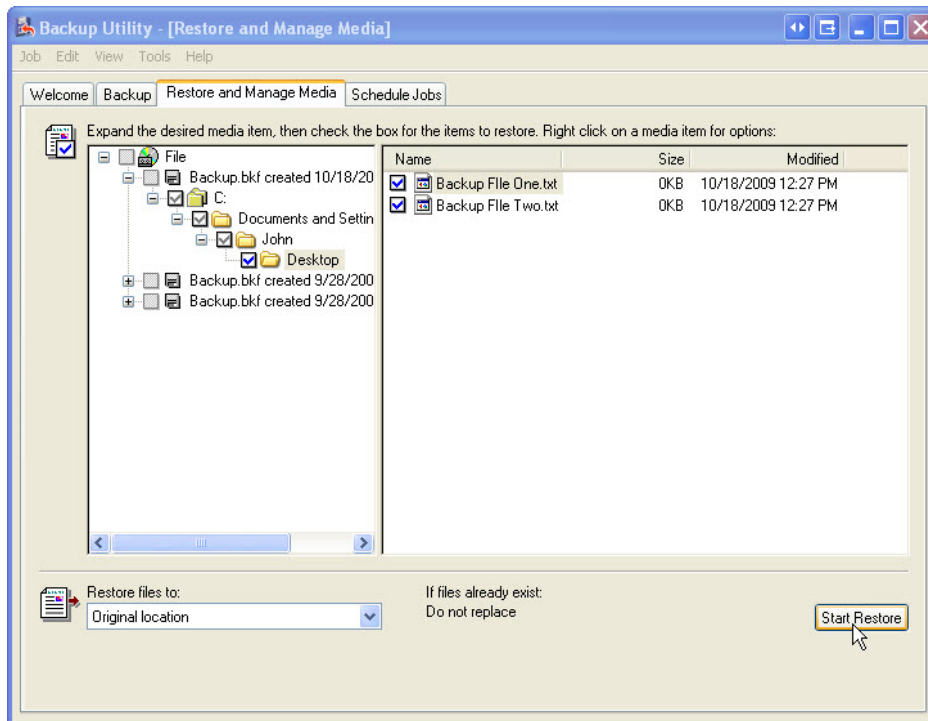 Backup Utility - [Restore and Manage Media]
Job Edit View Tools Help
Welcome Backup Restore and Manage Media Schedule Jobs
Expand the desired media item, then check the box for the items to restore. Right click on a media item for options:
File
Backup.bkf created 10/18/20
C:
Documents and Settin
John
Desktop
Backup.bkf created 9/28/200
Backup.bkf created 9/28/200
Name Size Modified
Backup FIle One.txt 0KB 10/18/2009 12:27 PM
Backup FIle Two.txt 0KB 10/18/2009 12:27 PM
Restore files to:
Original location
If files already exist:
Do not replace
Start Restore